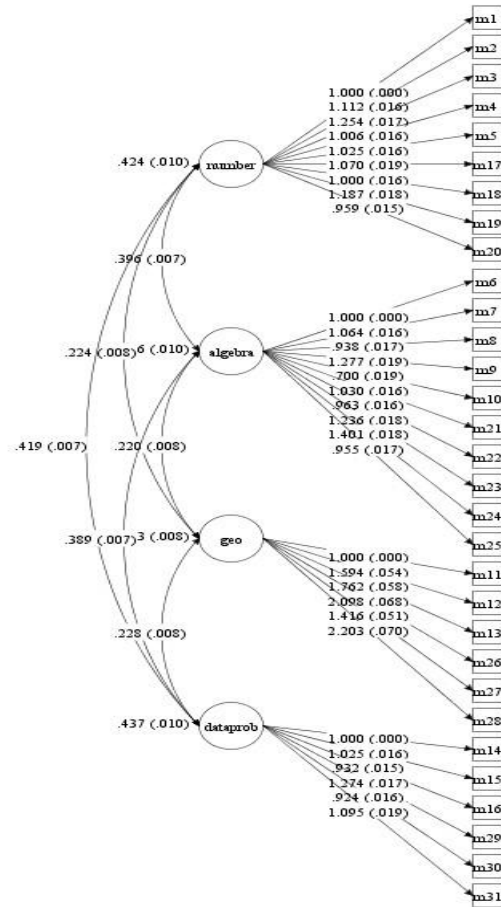 m1
m2
m3
m4
m5
m17
m18
m19
m20
1.000 (.000)
1.112 (.016)
1.254 (.017)
1.006 (.016)
1.025 (.016)
1.070 (.019)
1.000 (.016)
1.187 (.018)
.959 (.015)
.424 (.010)
number
.396 (.007)
m6
m7
m8
m9
m10
m21
m22
m23
m24
m25
1.000 (.000)
1.064 (.016)
.938 (.017)
1.277 (.019)
.700 (.019)
1.030 (.016)
.963 (.016)
1.236 (.018)
1.401 (.018)
.955 (.017)
.224 (.008)
6 (.010)
algebra
.419 (.007)
.220 (.008)
.389 (.007)
3 (.008)
geo
m11
m12
m13
m26
m27
m28
1.000 (.000)
1.594 (.054)
1.762 (.058)
2.098 (.068)
1.416 (.051)
2.203 (.070)
.228 (.008)
.437 (.010)
dataprob
m14
m15
m16
m29
m30
m31
1.000 (.000)
1.025 (.016)
.932 (.015)
1.274 (.017)
.924 (.016)
1.095 (.019)